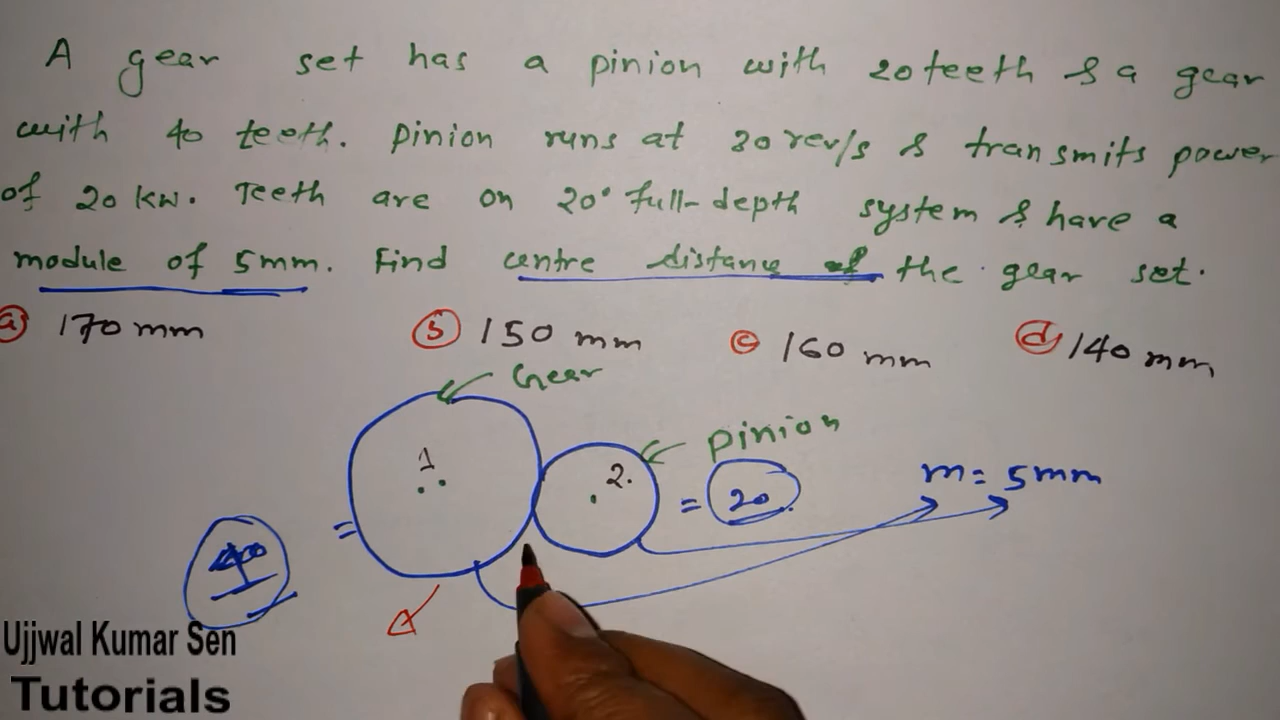 A gear set has a pinion with 20 teeth & a gear
with 40 teeth. Pinion runs at 30 rev/s & transmits power
of 20 kW. Teeth are on 20° full-depth system & have a
module of 5mm. Find centre distance of the gear set.
(a) 170 mm (b) 150 mm (c) 160 mm (d) 140 mm
Gear
Pinion
1
2.
= 20
m = 5mm
40 =
Ujjwal Kumar Sen
Tutorials